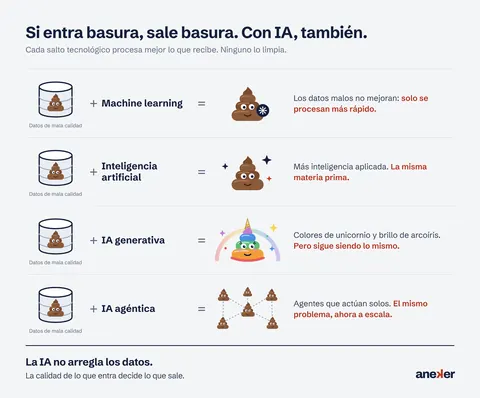 Si entra basura, sale basura. Con IA, también.
Cada salto tecnológico procesa mejor lo que recibe. Ninguno lo limpia.
Datos de mala calidad
+ Machine learning =
Los datos malos no mejoran: solo se
procesan más rápido.
Datos de mala calidad
+ Inteligencia
artificial =
Más inteligencia aplicada. La misma
materia prima.
Datos de mala calidad
+ IA generativa =
Colores de unicornio y brillo de arcoíris.
Pero sigue siendo lo mismo.
Datos de mala calidad
+ IA agéntica =
Agentes que actúan solos. El mismo
problema, ahora a escala.
La IA no arregla los datos.
La calidad de lo que entra decide lo que sale.
aneker